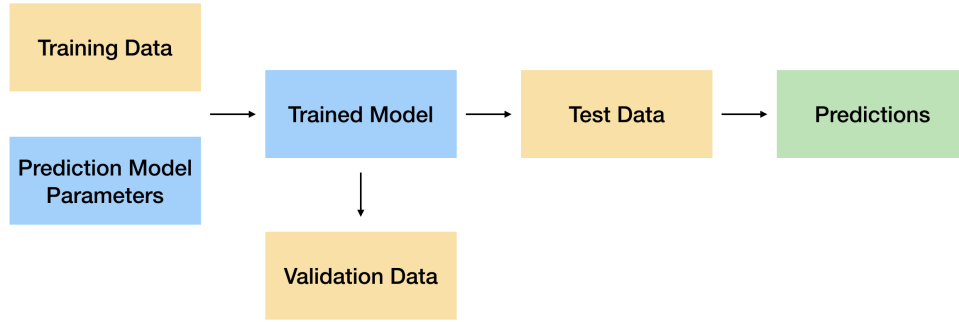 Training Data
Prediction Model
Parameters
Trained Model
Validation Data
Test Data
Predictions